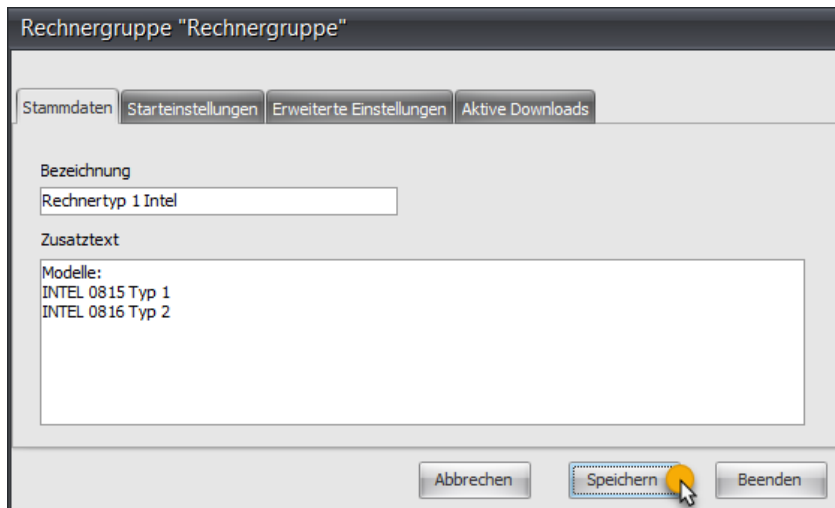 Rechnergruppe "Rechnergruppe"
Stammdaten Starteinstellungen Erweiterte Einstellungen Aktive Downloads
Bezeichnung
Rechnertyp 1 Intel
Zusatztext
Modelle:
INTEL 0815 Typ 1
INTEL 0816 Typ 2
Abbrechen Speichern Beenden